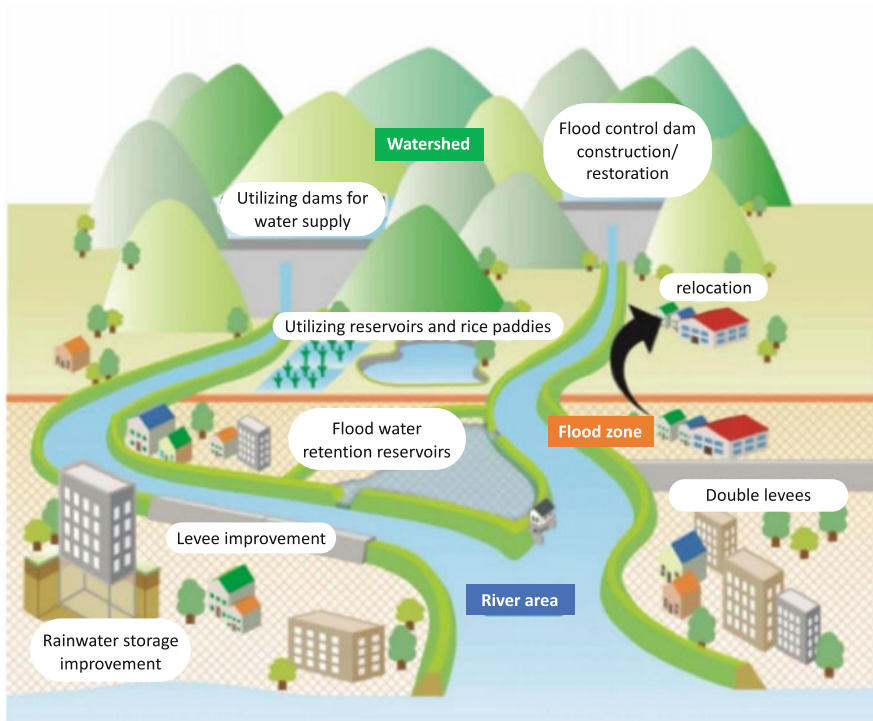 Watershed
Flood control dam
construction/
restoration
Utilizing dams for
water supply
relocation
Utilizing reservoirs and rice paddies
Flood water
retention reservoirs
Flood zone
Double levees
Levee improvement
River area
Rainwater storage
improvement